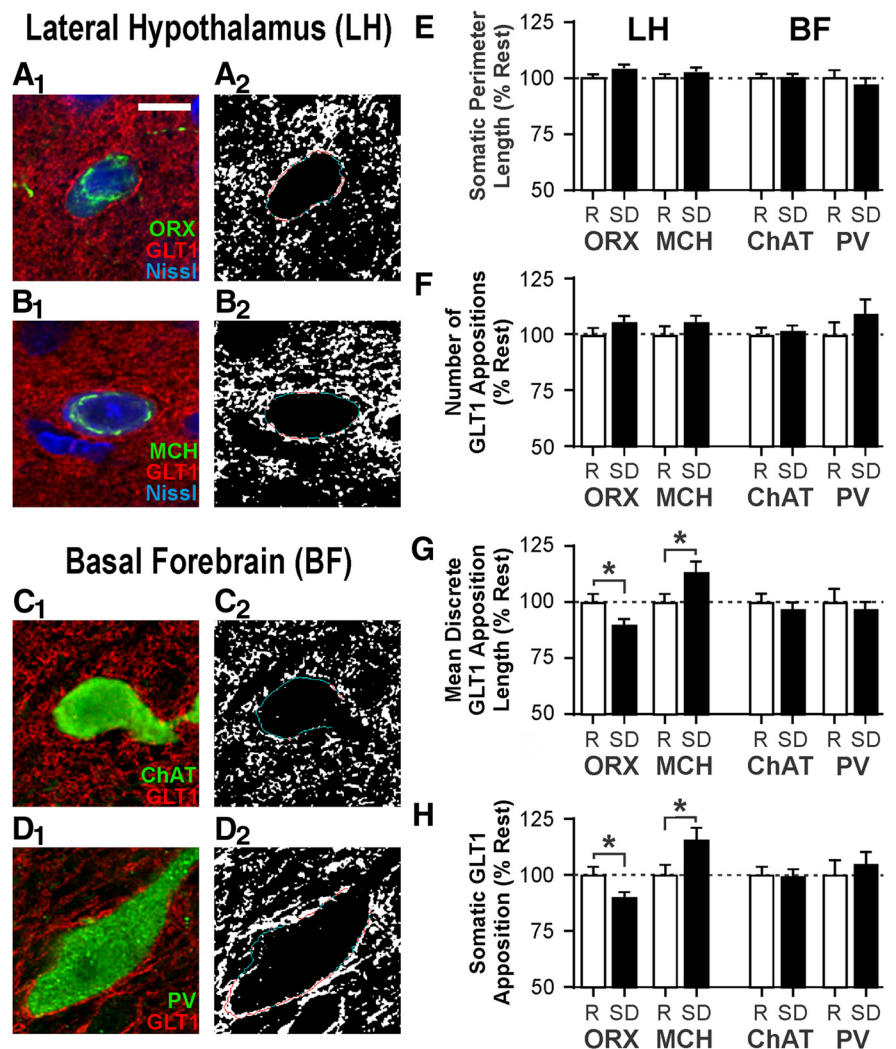 Lateral Hypothalamus (LH)
A1
A2
ORX
GLT1
Nissl
B1
B2
MCH
GLT1
Nissl
Basal Forebrain (BF)
C1
C2
ChAT
GLT1
D1
D2
PV
GLT1
E
LH
BF
Somatic Perimeter
Length (% Rest)
125
100
75
50
R SD R SD R SD R SD
ORX MCH ChAT PV
F
Number of
GLT1 Appositions
(% Rest)
125
100
75
50
R SD R SD R SD R SD
ORX MCH ChAT PV
G
Mean Discrete
GLT1 Apposition
Length (% Rest)
125
100
75
50
* *
R SD R SD R SD R SD
ORX MCH ChAT PV
H
Somatic GLT1
Apposition (% Rest)
125
100
75
50
* *
R SD R SD R SD R SD
ORX MCH ChAT PV